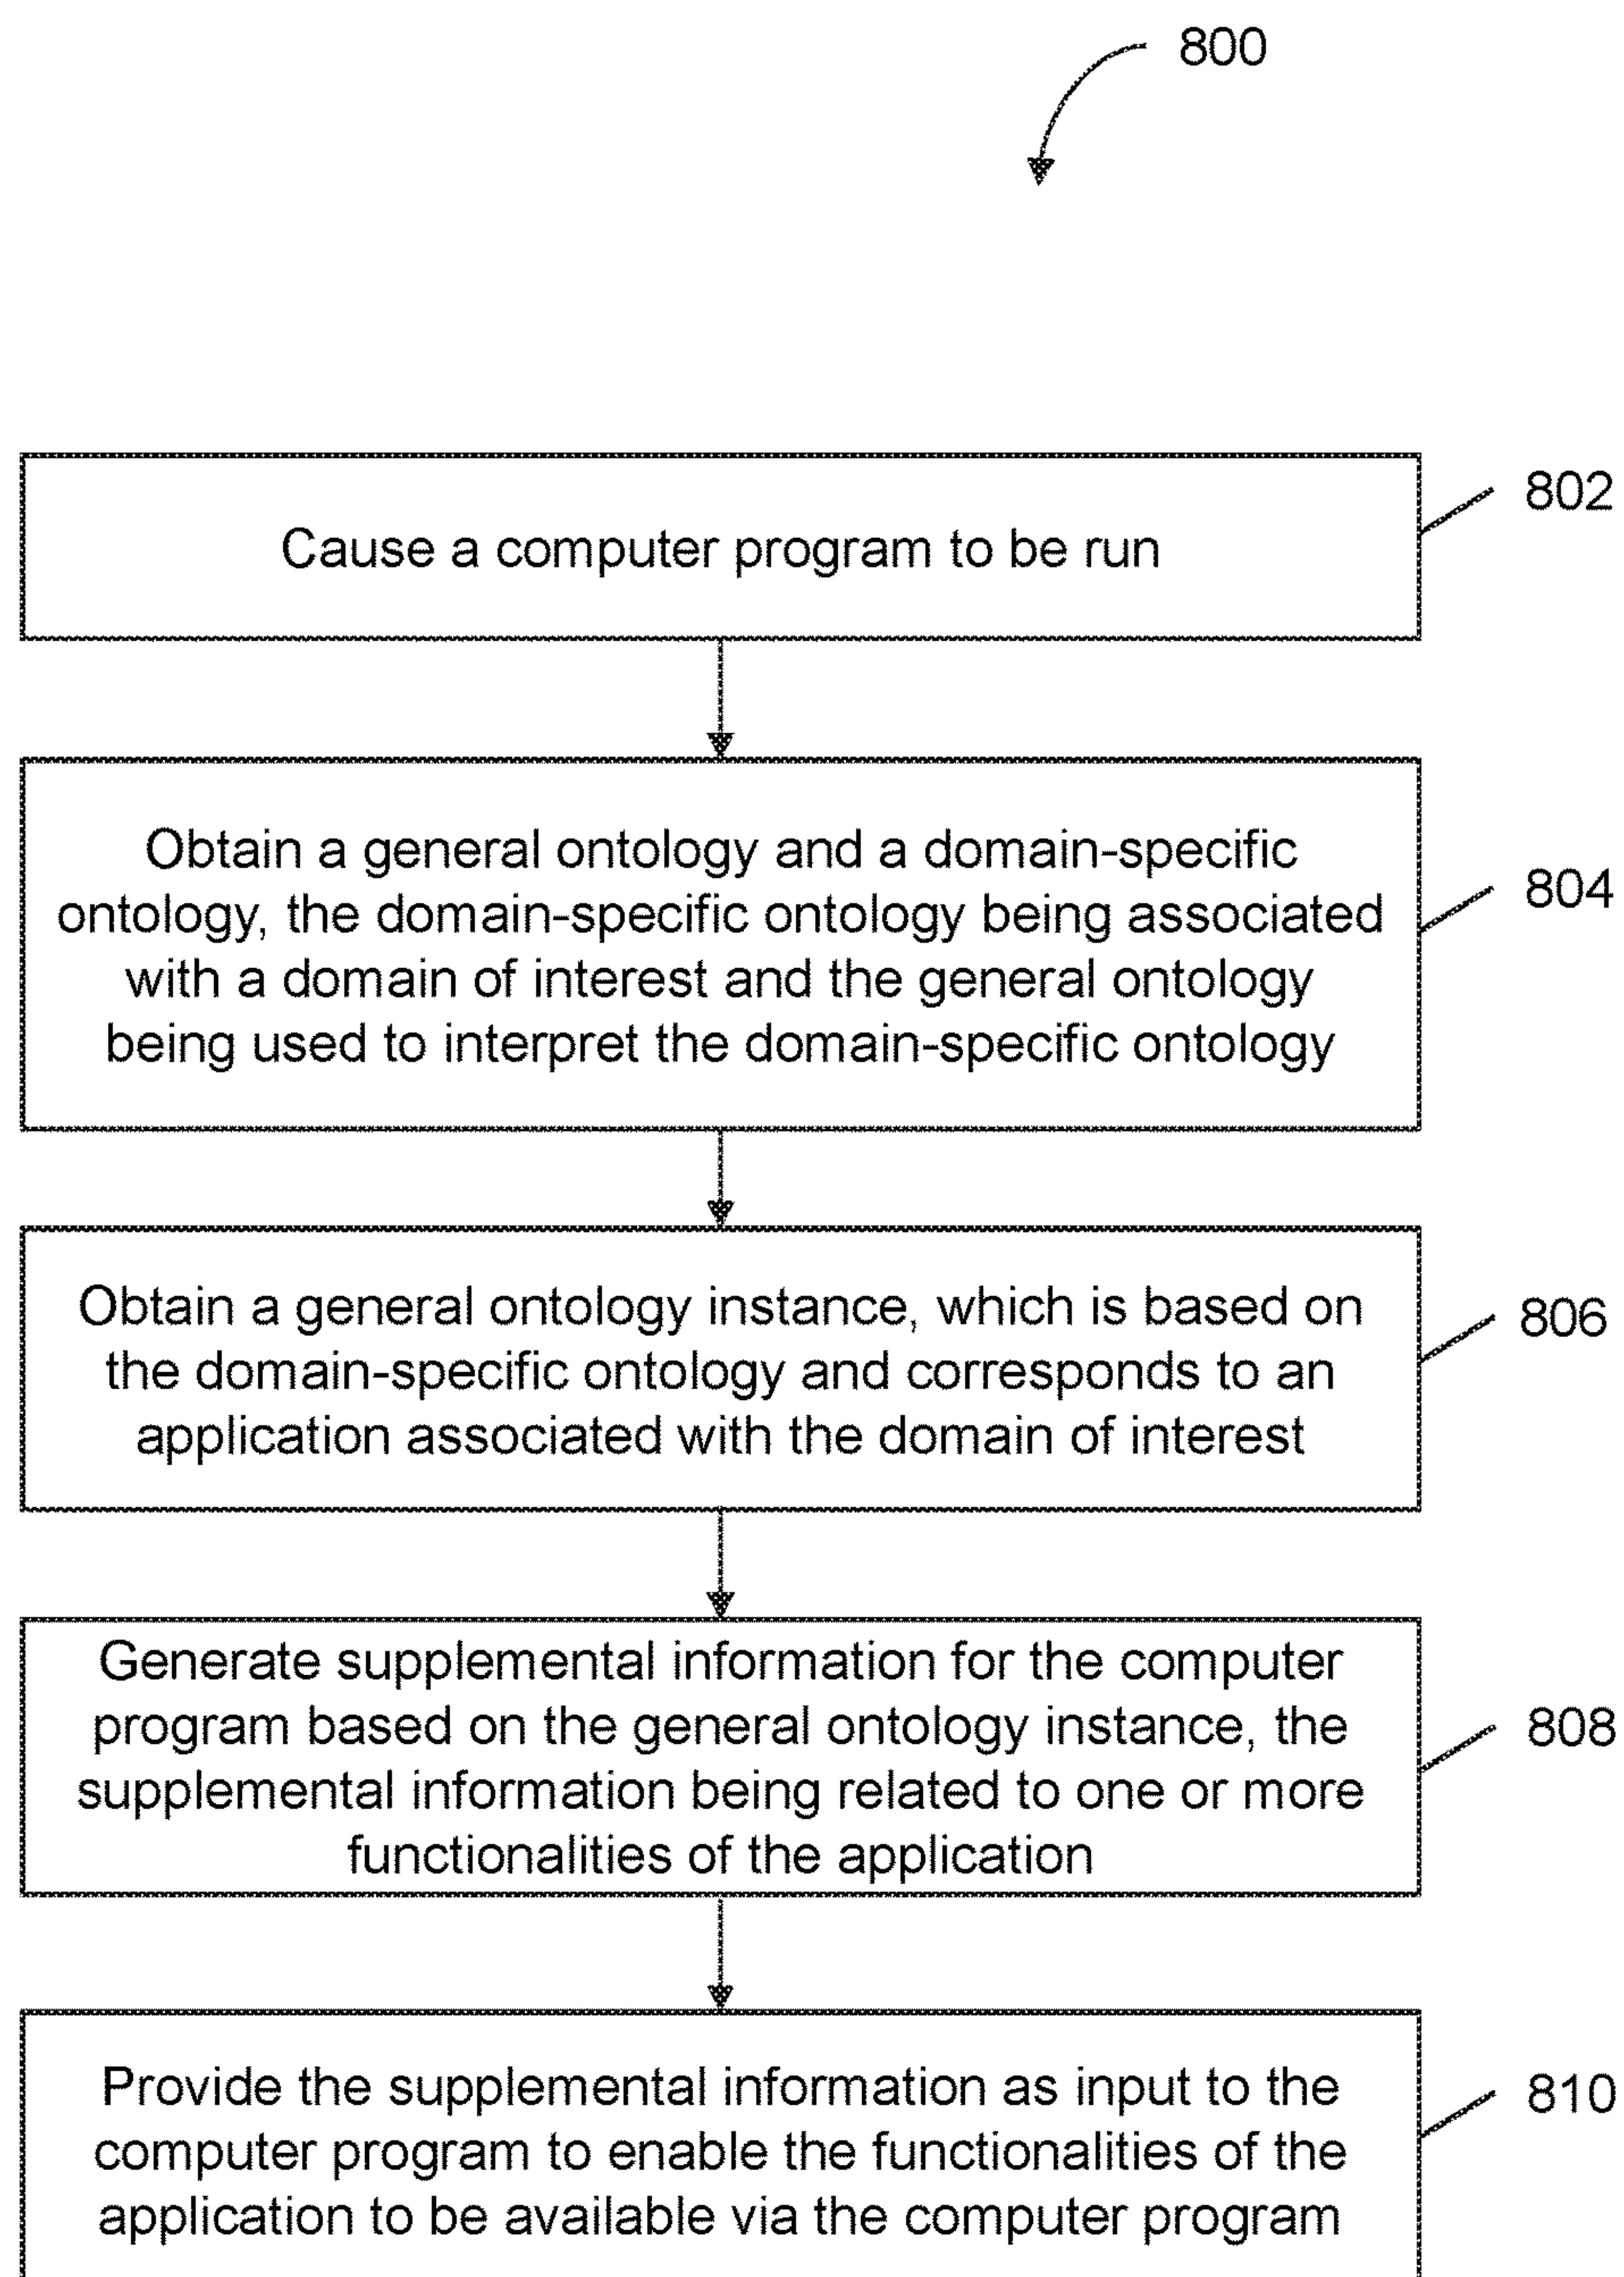 800
Cause a computer program to be run
802
Obtain a general ontology and a domain-specific
ontology, the domain-specific ontology being associated
with a domain of interest and the general ontology
being used to interpret the domain-specific ontology
804
Obtain a general ontology instance, which is based on
the domain-specific ontology and corresponds to an
application associated with the domain of interest
806
Generate supplemental information for the computer
program based on the general ontology instance, the
supplemental information being related to one or more
functionalities of the application
808
Provide the supplemental information as input to the
computer program to enable the functionalities of the
application to be available via the computer program
810